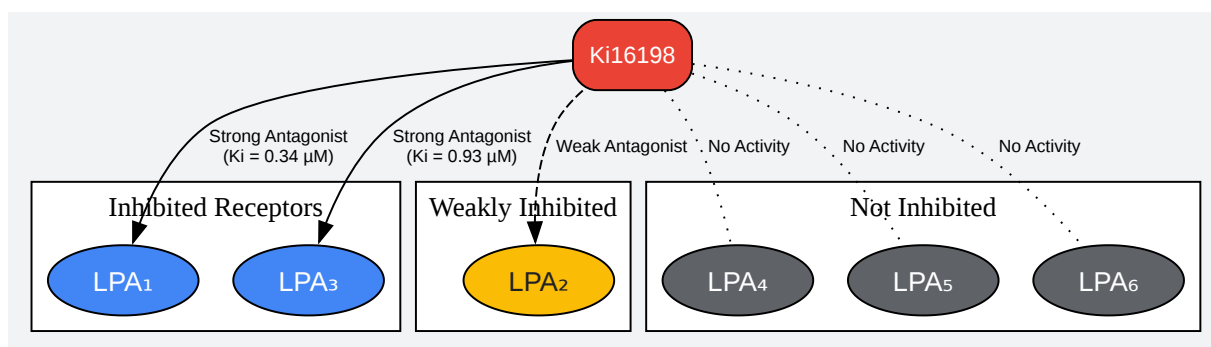 Ki16198
Strong Antagonist
(Ki = 0.34 µM)
Strong Antagonist
(Ki = 0.93 µM)
Weak Antagonist
No Activity
No Activity
No Activity
Inhibited Receptors
Weakly Inhibited
Not Inhibited
LPA₁
LPA₃
LPA₂
LPA₄
LPA₅
LPA₆